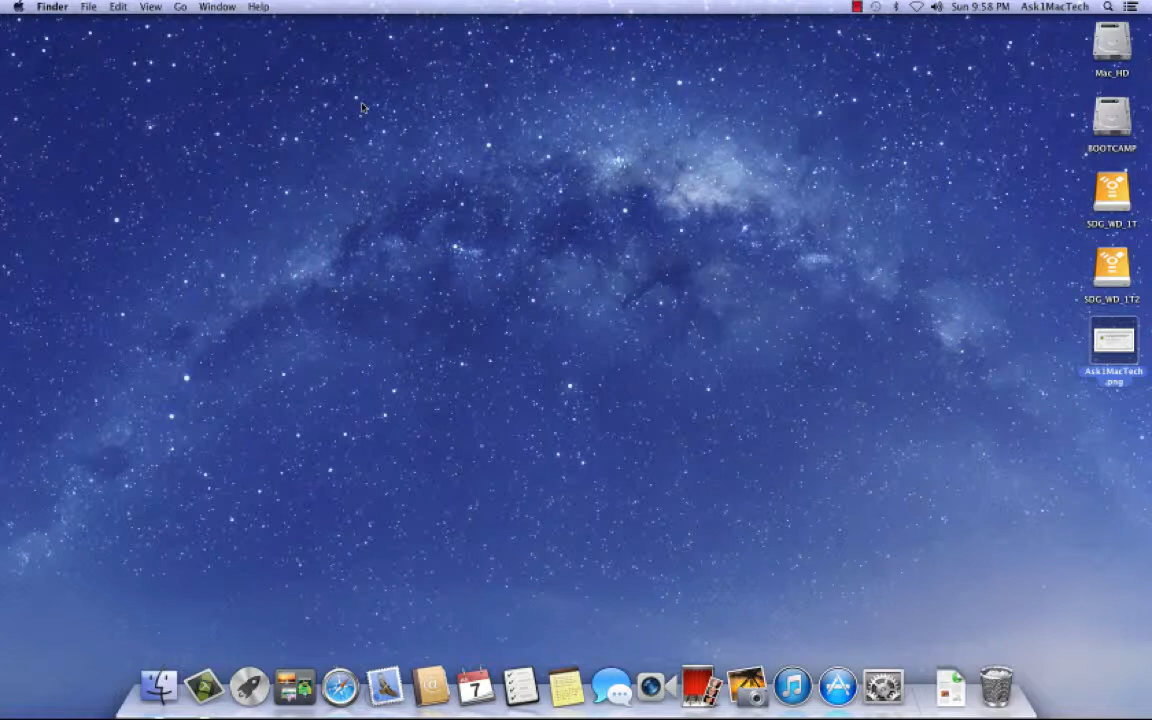 Finder File Edit View Go Window Help Sun 9:58 PM Ask1MacTech
Mac_HD
BOOTCAMP
SDG_WD_1T
SDG_WD_1T2
Ask1MacTech
.png
7